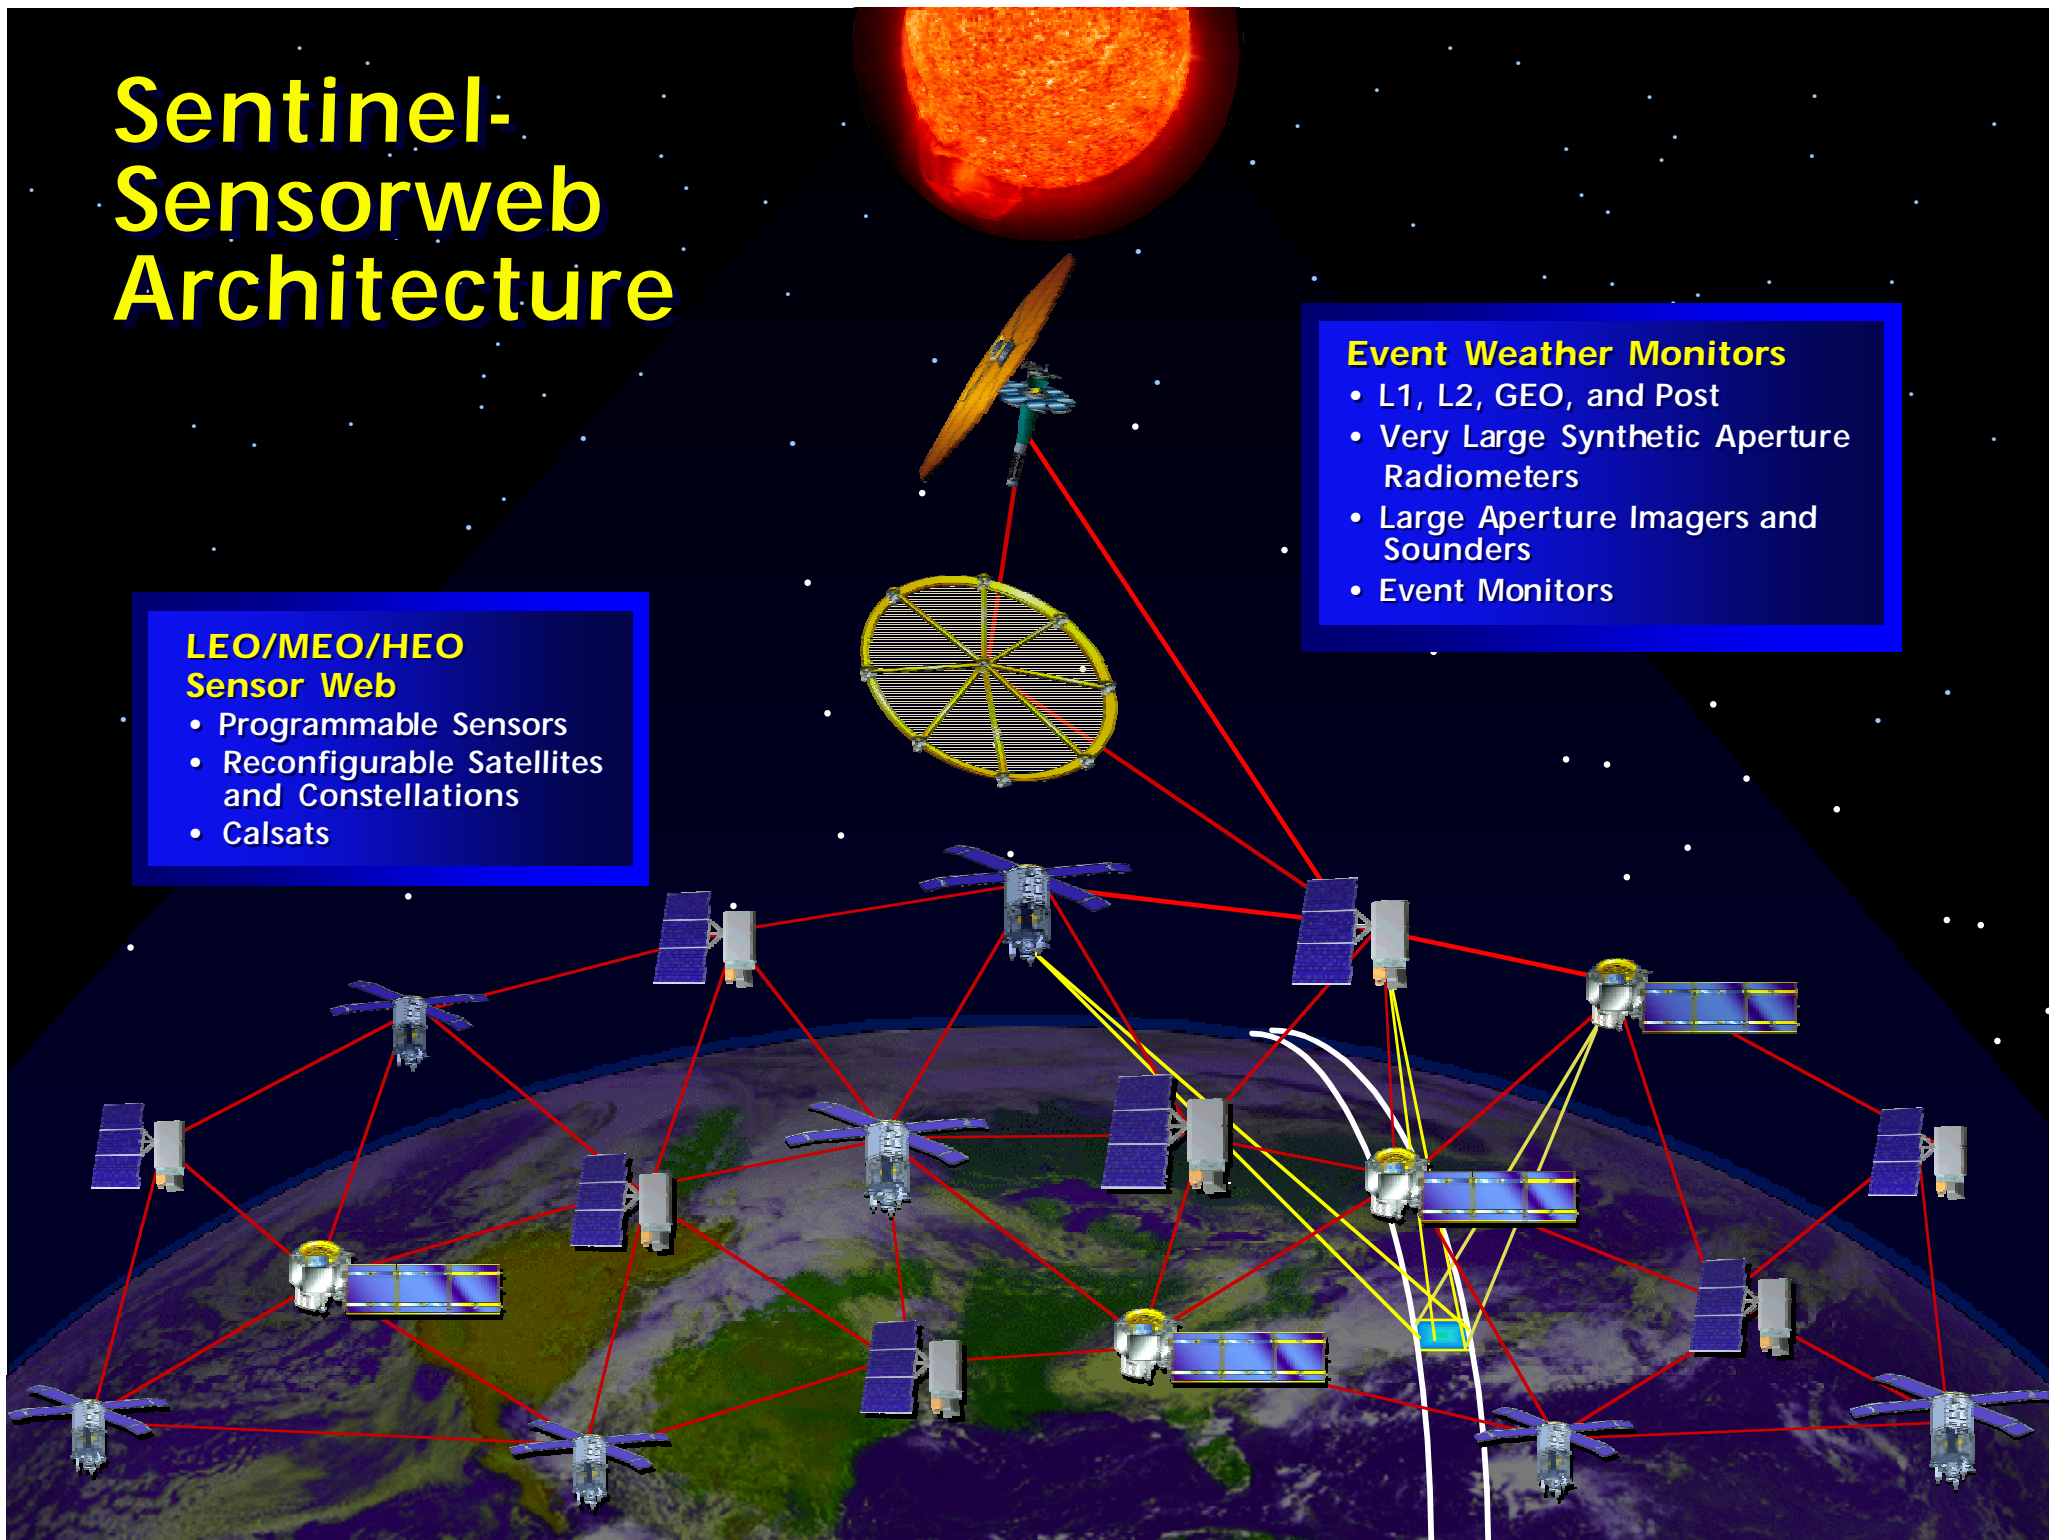 Sentinel-
Sensorweb
Architecture
Event Weather Monitors
• L1, L2, GEO, and Post
• Very Large Synthetic Aperture
Radiometers
• Large Aperture Imagers and
Sounders
• Event Monitors
LEO/MEO/HEO
Sensor Web
• Programmable Sensors
• Reconfigurable Satellites
and Constellations
• Calsats